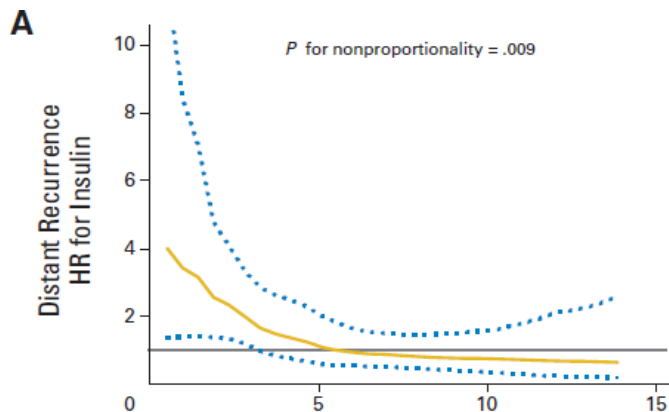 A
P for nonproportionality = .009
Distant Recurrence
HR for Insulin
10
8
6
4
2
0
5
10
15